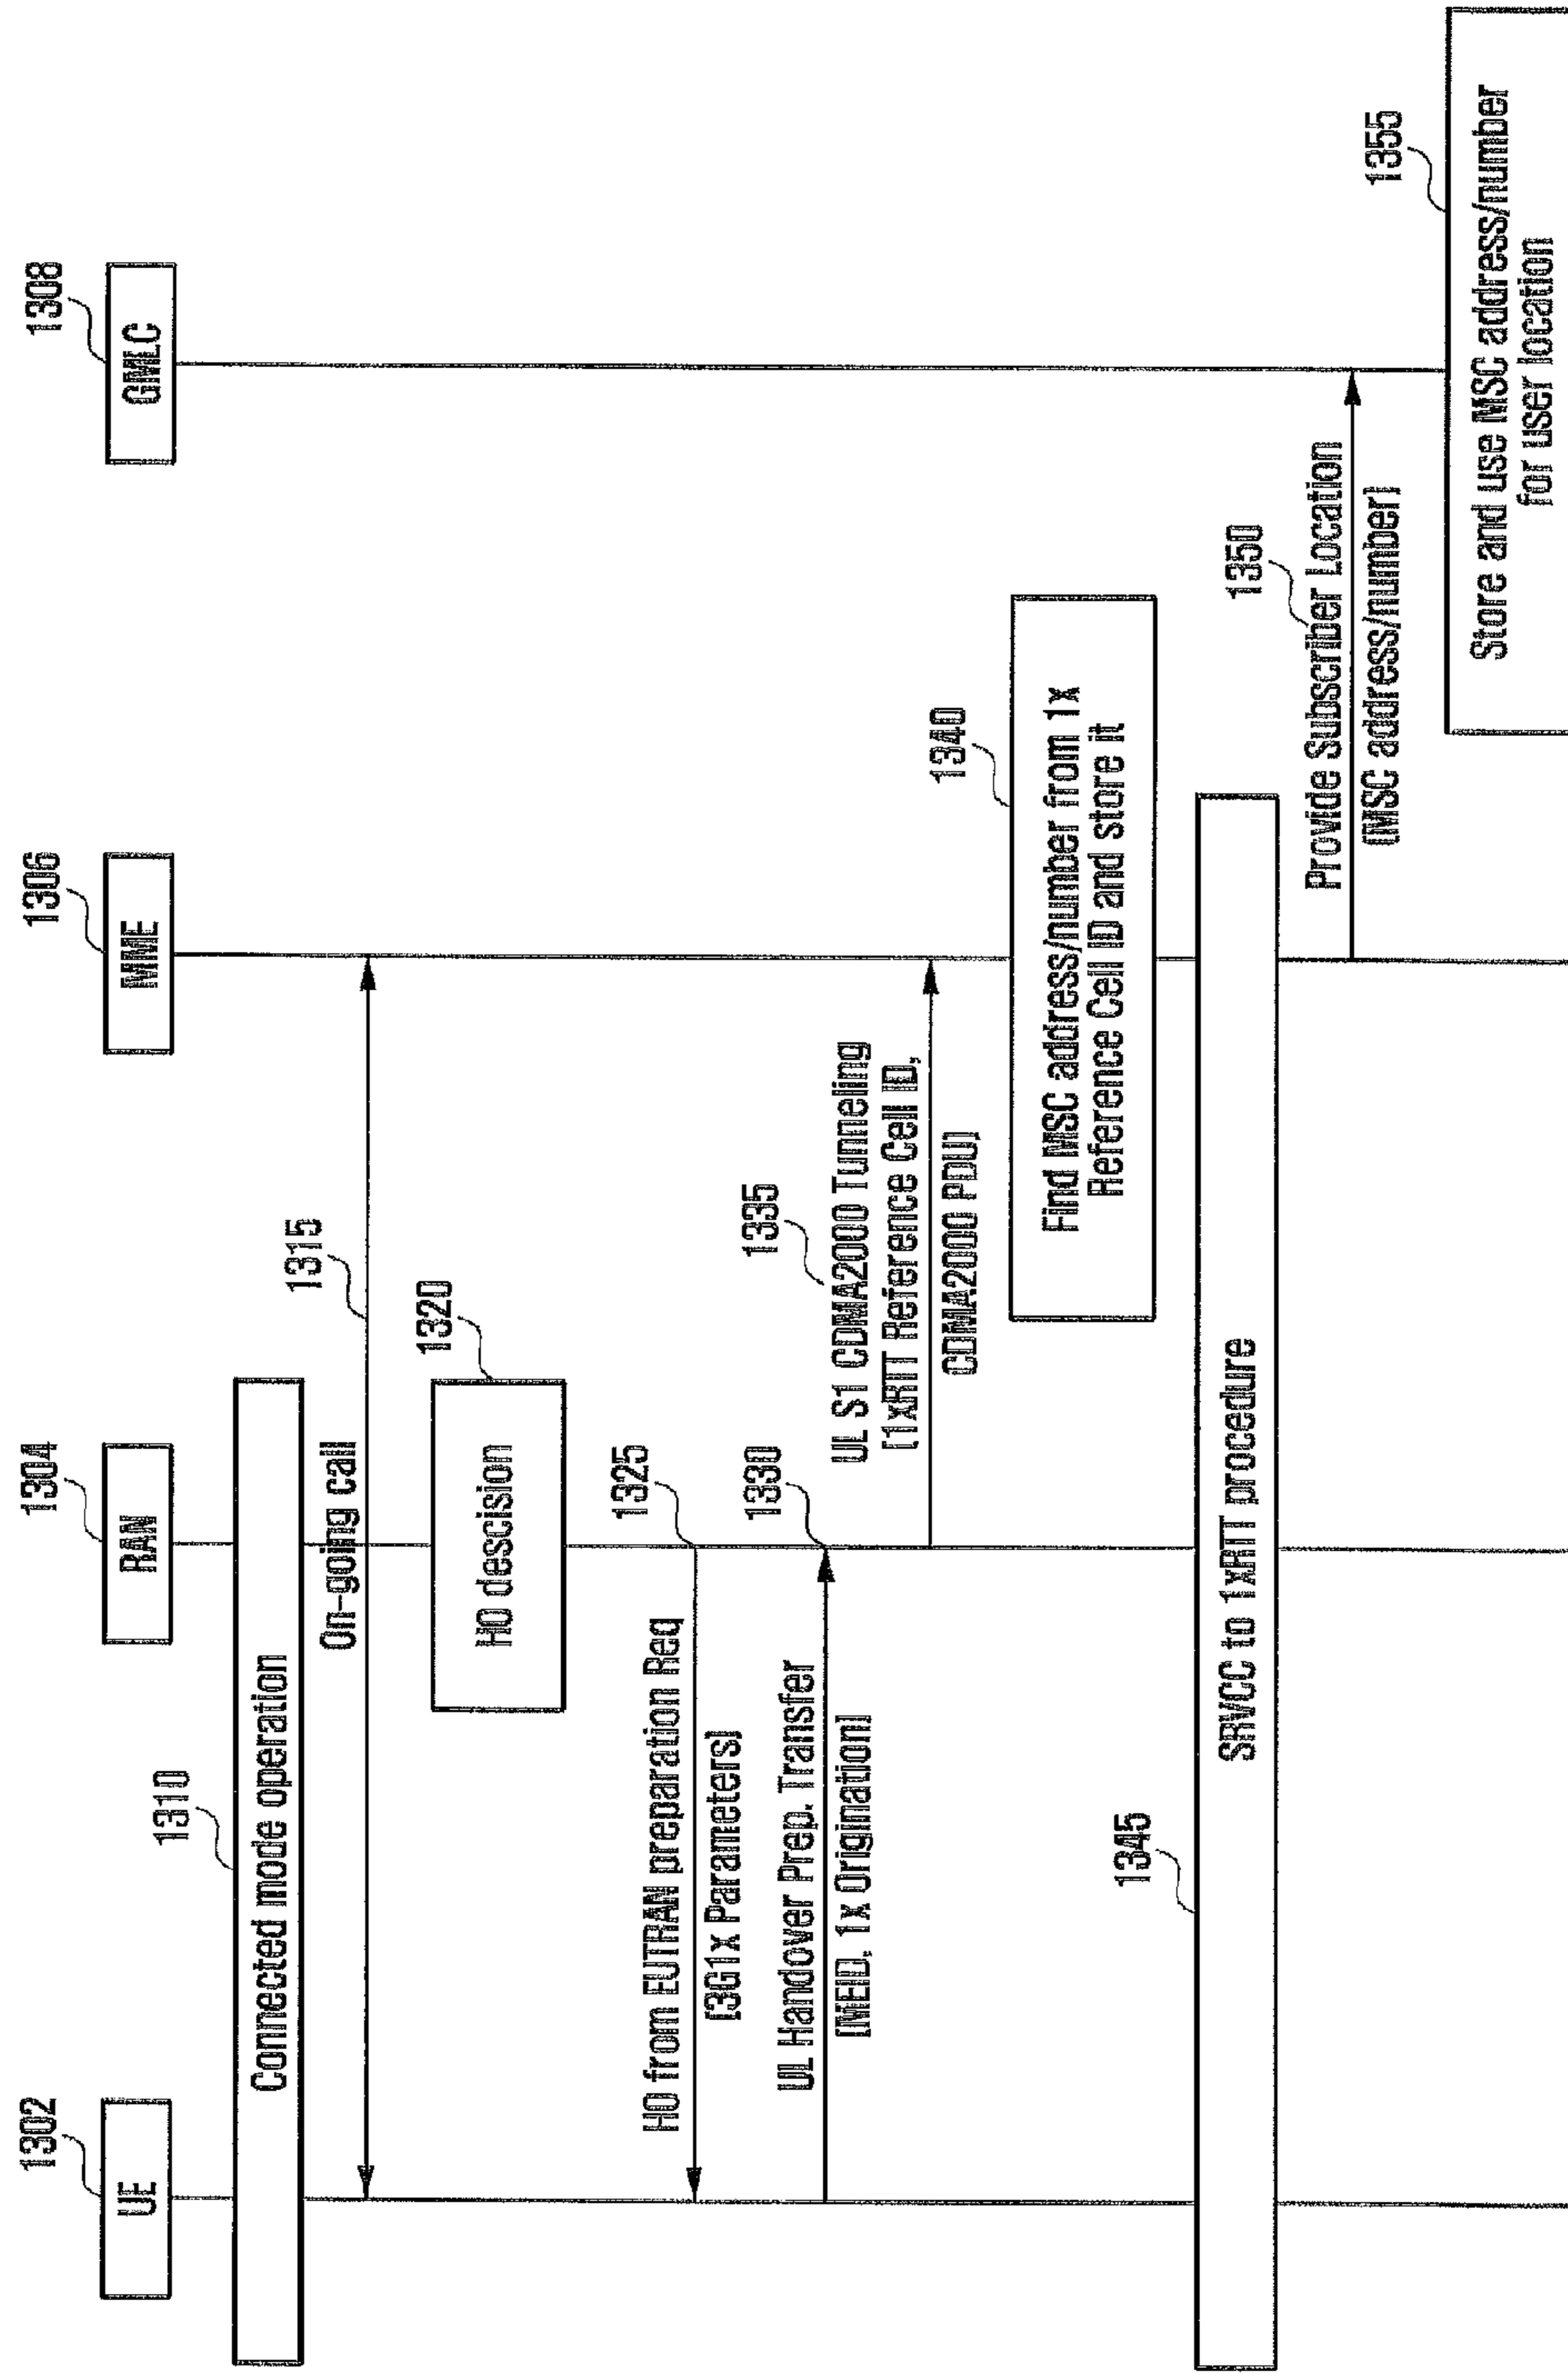 1302
UE
1304
RAN
1306
MME
1308
GMLC
1310
Connected mode operation
1315
On-going call
1320
HO descision
HO from EUTRAN preparation Req
(3G1x Parameters)
1325
UL Handover Prep. Transfer
(MEID, 1x Origination)
1330
1335
UL S1 CDMA2000 Tunneling
(1xRTT Reference Cell ID,
CDMA2000 PDU)
1340
Find MSC address/number from 1x
Reference Cell ID and store it
1345
SRVCC to 1xRTT procedure
1350
Provide Subscriber Location
(MSC address/number)
1355
Store and use MSC address/number
for user location